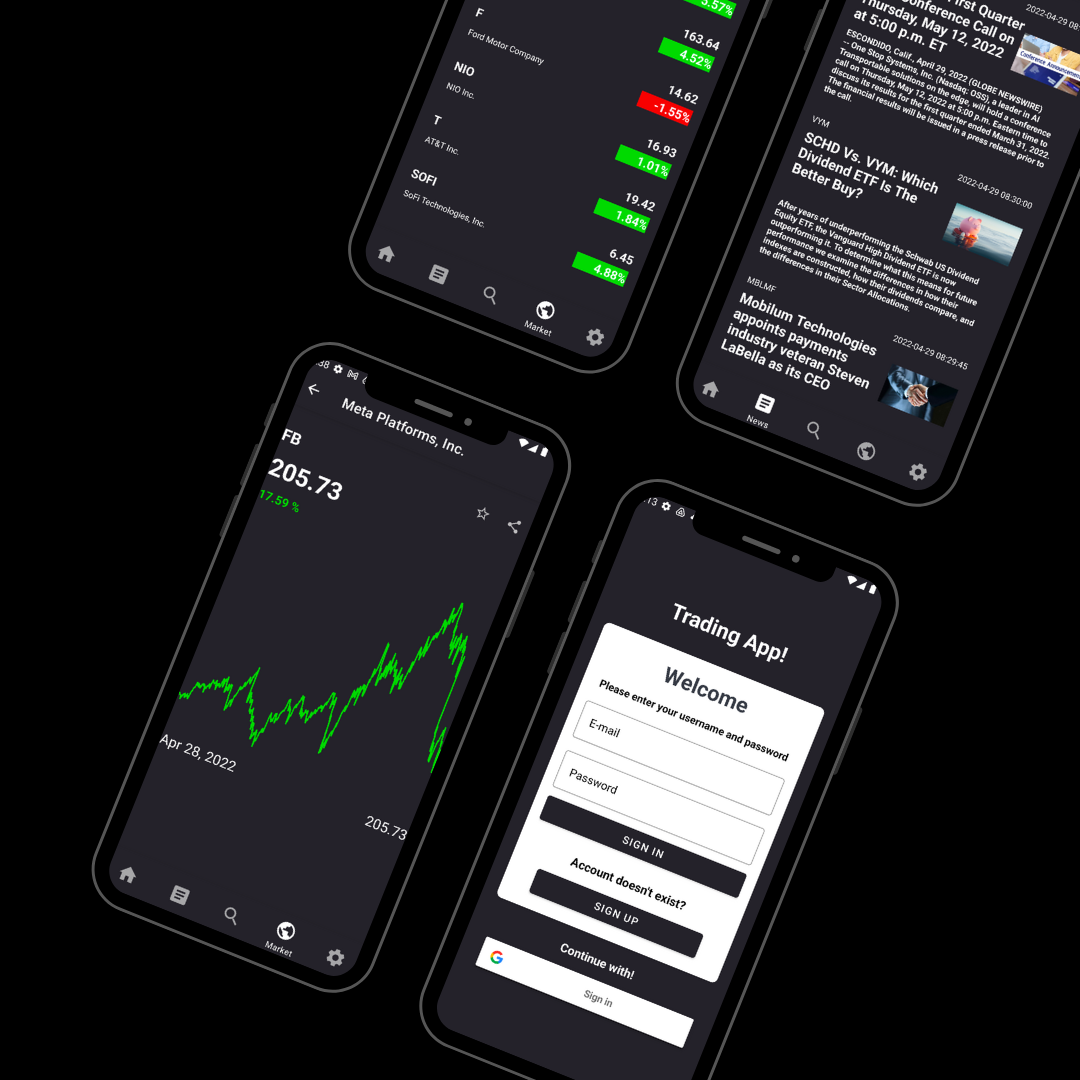 3.57%
F
163.64
Ford Motor Company
4.52%
NIO
14.62
NIO Inc.
-1.55%
T
16.93
AT&T Inc.
1.01%
SOFI
19.42
SoFi Technologies, Inc.
1.84%
6.45
4.88%
Market
2022-04-29 08:
First Quarter
Conference Call on
Thursday, May 12, 2022
at 5:00 p.m. ET
Conference Announcement
ESCONDIDO, Calif., April 29, 2022 (GLOBE NEWSWIRE)
-- One Stop Systems, Inc. (Nasdaq: OSS), a leader in AI
Transportable solutions on the edge, will hold a conference
call on Thursday, May 12, 2022 at 5:00 p.m. Eastern time to
discuss its results for the first quarter ended March 31, 2022.
The financial results will be issued in a press release prior to
the call.
VYM
2022-04-29 08:30:00
SCHD Vs. VYM: Which
Dividend ETF Is The
Better Buy?
After years of underperforming the Schwab US Dividend
Equity ETF, the Vanguard High Dividend ETF is now
outperforming it. To determine what this means for future
performance we examine the differences in how their
indexes are constructed, how their dividends compare, and
the differences in their Sector Allocations.
MBLMF
2022-04-29 08:29:45
Mobilum Technologies
appoints payments
industry veteran Steven
LaBella as its CEO
News
:38
Meta Platforms, Inc.
FB
205.73
17.59 %
Apr 28, 2022
205.73
Market
:13
Trading App!
Welcome
Please enter your username and password
E-mail
Password
SIGN IN
Account doesn't exist?
SIGN UP
Continue with!
Sign in